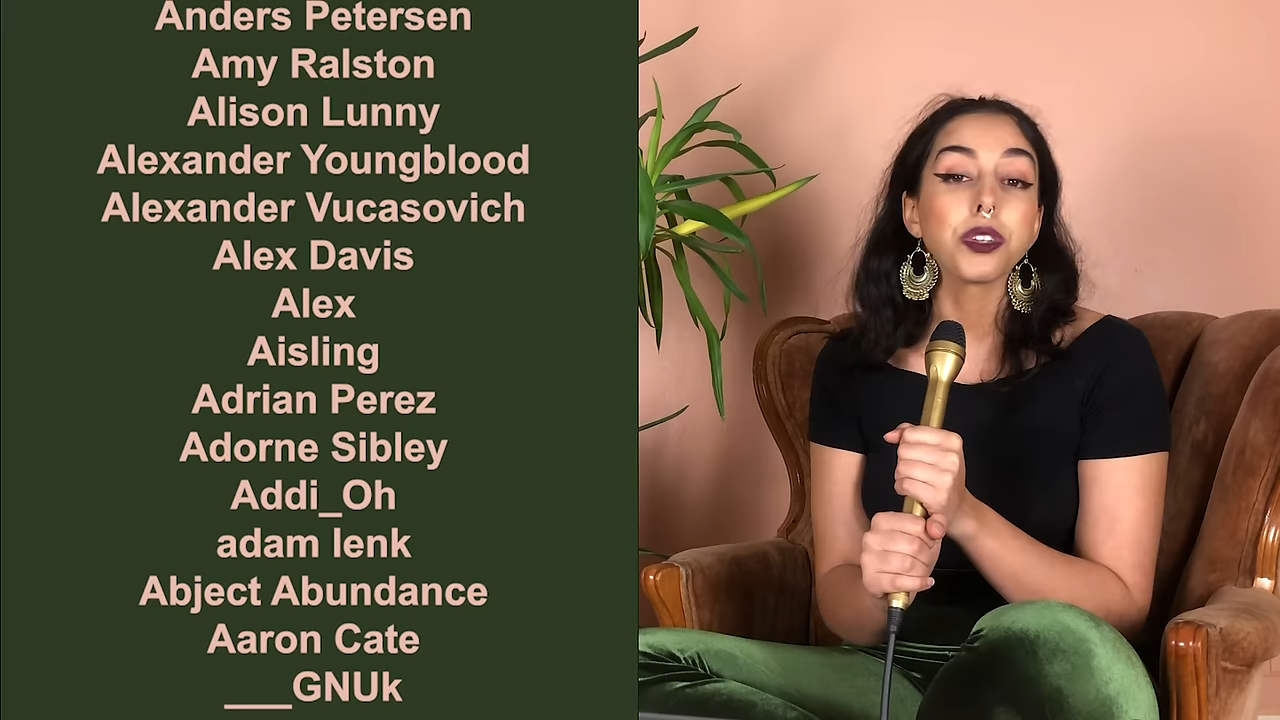 Anders Petersen
Amy Ralston
Alison Lunny
Alexander Youngblood
Alexander Vucasovich
Alex Davis
Alex
Aisling
Adrian Perez
Adorne Sibley
Addi_Oh
adam lenk
Abject Abundance
Aaron Cate
___GNUk